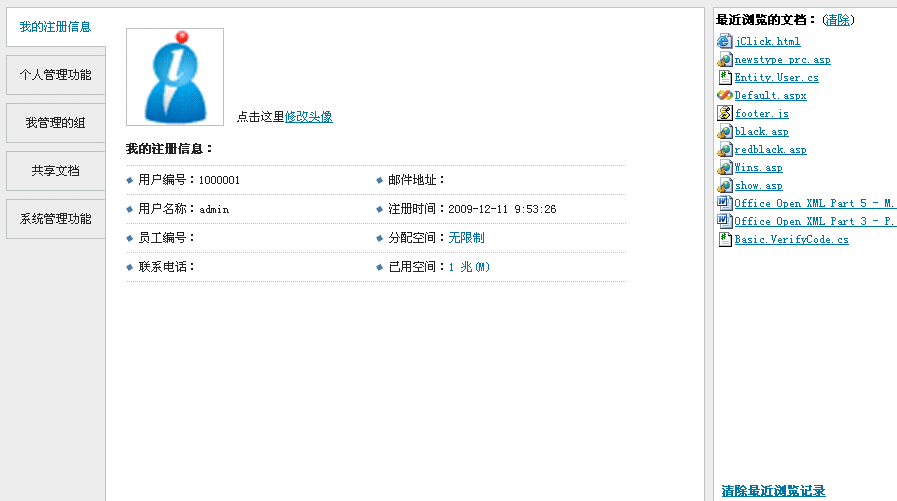 我的注册信息
个人管理功能
我管理的组
共享文档
系统管理功能
点击这里修改头像
我的注册信息：
用户编号：1000001
邮件地址：
用户名称：admin
注册时间：2009-12-11 9:53:26
员工编号：
分配空间：无限制
联系电话：
已用空间：1 兆(M)
最近浏览的文档：(清除)
jClick.html
newstype_prc.asp
Entity.User.cs
Default.aspx
footer.js
black.asp
redblack.asp
Wins.asp
show.asp
Office Open XML Part 5 - M.
Office Open XML Part 3 - P.
Basic.VerifyCode.cs
清除最近浏览记录